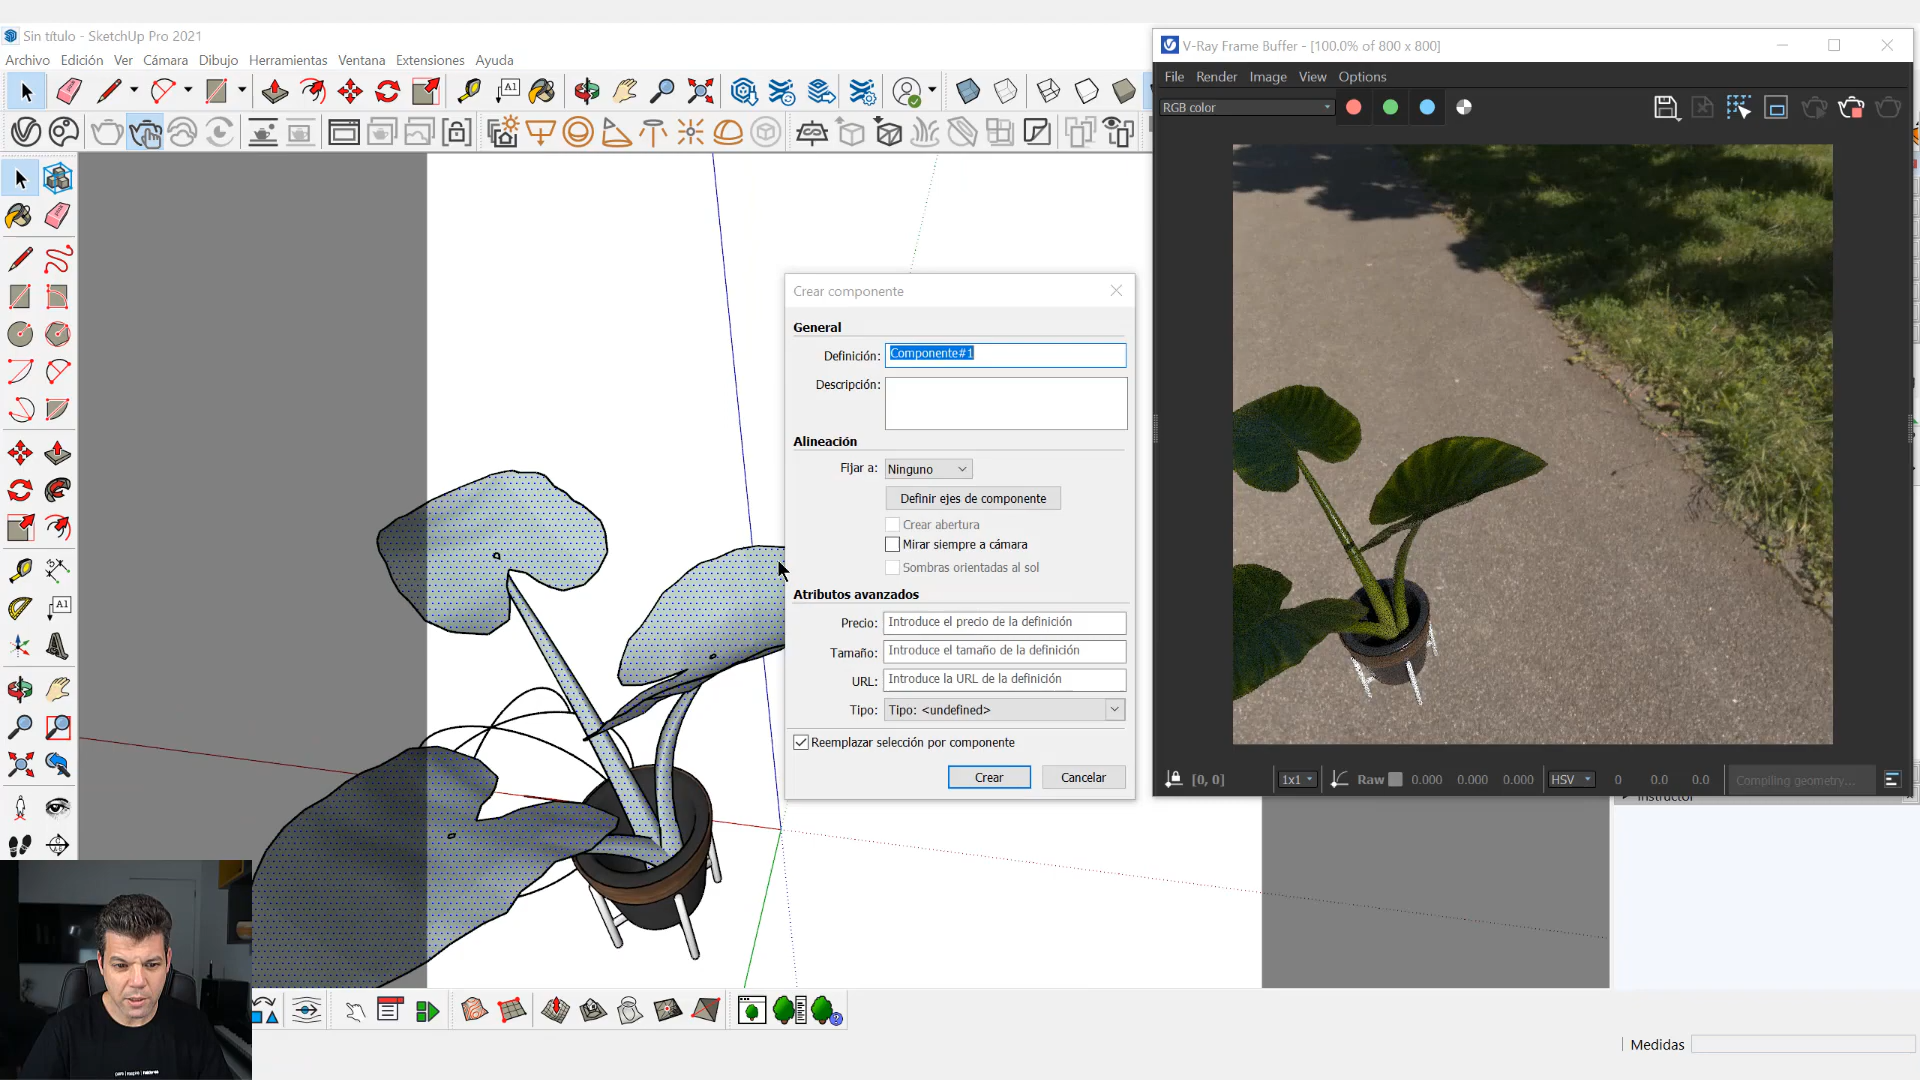 Sin título - SketchUp Pro 2021
Archivo Edición Ver Cámara Dibujo Herramientas Ventana Extensiones Ayuda
V-Ray Frame Buffer - [100.0% of 800 x 800]
File Render Image View Options
RGB color
Crear componente
General
Definición: Componente#1
Descripción:
Alineación
Fijar a: Ninguno
Definir ejes de componente
Crear abertura
Mirar siempre a cámara
Sombras orientadas al sol
Atributos avanzados
Precio: Introduce el precio de la definición
Tamaño: Introduce el tamaño de la definición
URL: Introduce la URL de la definición
Tipo: Tipo: <undefined>
Reemplazar selección por componente
Crear Cancelar
[0, 0] 1x1 Raw 0.000 0.000 0.000 HSV 0 0.0 0.0 Compiling geometry...
Instructor
Medidas